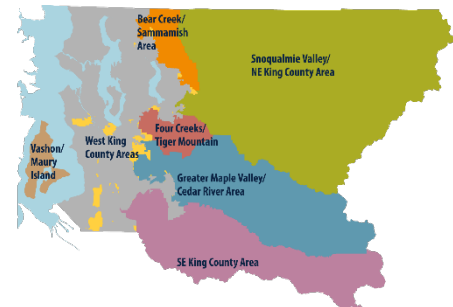 Bear Creek/
Sammamish
Area
Snoqualmie Valley/
NE King County Area
Four Creeks/
Tiger Mountain
West King
County Areas
Vashon/
Maury
Island
Greater Maple Valley/
Cedar River Area
SE King County Area